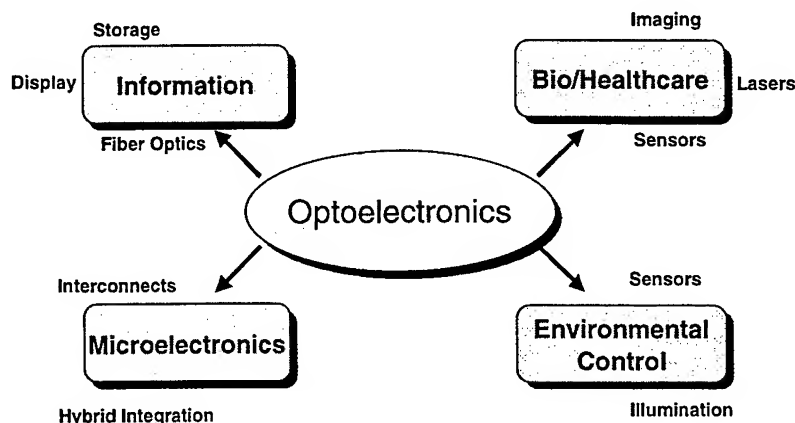 Storage
Imaging
Display
Information
Bio/Healthcare
Lasers
Fiber Optics
Sensors
Optoelectronics
Interconnects
Sensors
Microelectronics
Environmental
Control
Hybrid Integration
Illumination